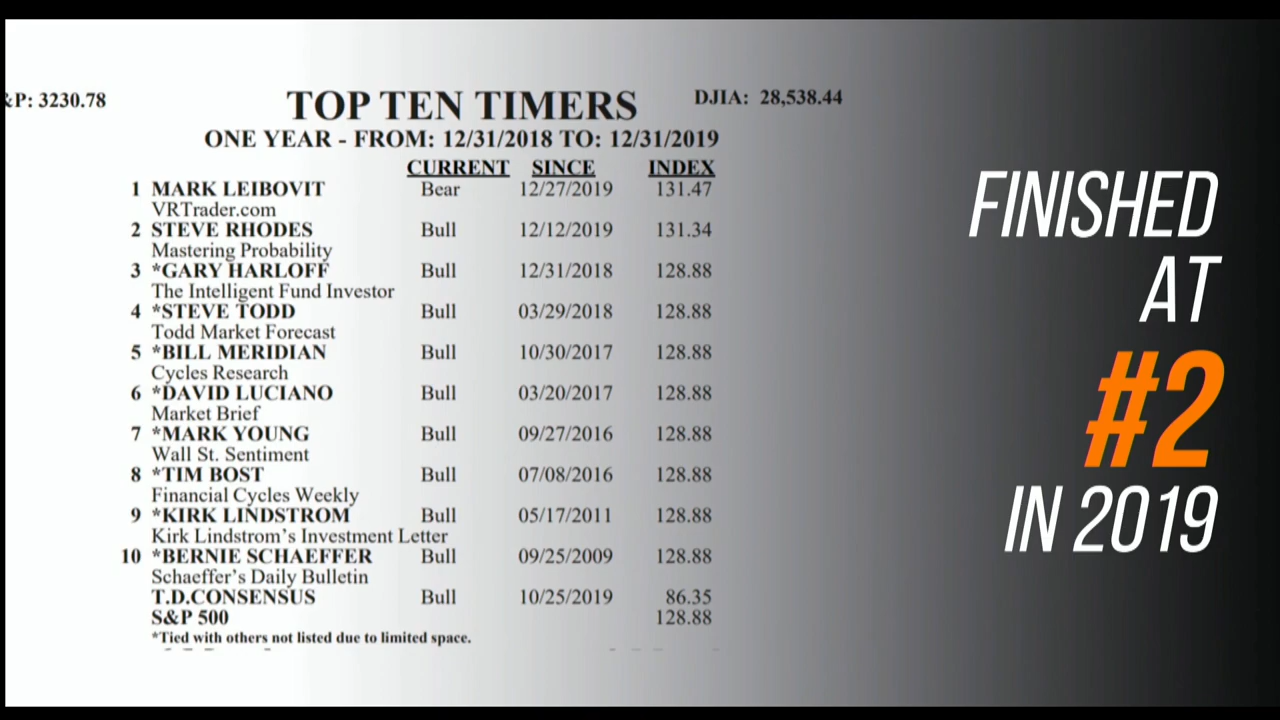 &P: 3230.78
TOP TEN TIMERS
DJIA: 28,538.44
ONE YEAR - FROM: 12/31/2018 TO: 12/31/2019
CURRENT SINCE INDEX
1 MARK LEIBOVIT Bear 12/27/2019 131.47
VRTrader.com
2 STEVE RHODES Bull 12/12/2019 131.34
Mastering Probability
3 *GARY HARLOFF Bull 12/31/2018 128.88
The Intelligent Fund Investor
4 *STEVE TODD Bull 03/29/2018 128.88
Todd Market Forecast
5 *BILL MERIDIAN Bull 10/30/2017 128.88
Cycles Research
6 *DAVID LUCIANO Bull 03/20/2017 128.88
Market Brief
7 *MARK YOUNG Bull 09/27/2016 128.88
Wall St. Sentiment
8 *TIM BOST Bull 07/08/2016 128.88
Financial Cycles Weekly
9 *KIRK LINDSTROM Bull 05/17/2011 128.88
Kirk Lindstrom's Investment Letter
10 *BERNIE SCHAEFFER Bull 09/25/2009 128.88
Schaeffer's Daily Bulletin
T.D.CONSENSUS Bull 10/25/2019 86.35
S&P 500 128.88
*Tied with others not listed due to limited space.
FINISHED
AT
#2
IN 2019